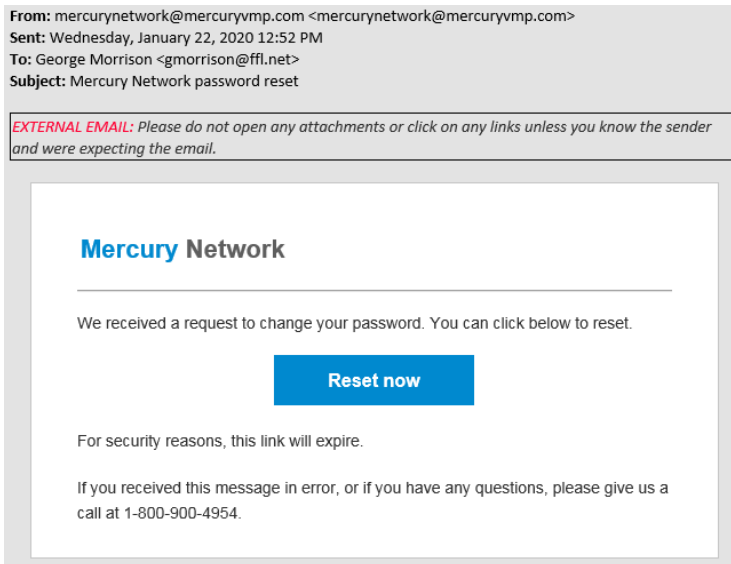 From: mercurynetwork@mercuryvmp.com <mercurynetwork@mercuryvmp.com>
Sent: Wednesday, January 22, 2020 12:52 PM
To: George Morrison <gmorrison@ffl.net>
Subject: Mercury Network password reset
EXTERNAL EMAIL: Please do not open any attachments or click on any links unless you know the sender
and were expecting the email.
Mercury Network
We received a request to change your password. You can click below to reset.
Reset now
For security reasons, this link will expire.
If you received this message in error, or if you have any questions, please give us a
call at 1-800-900-4954.